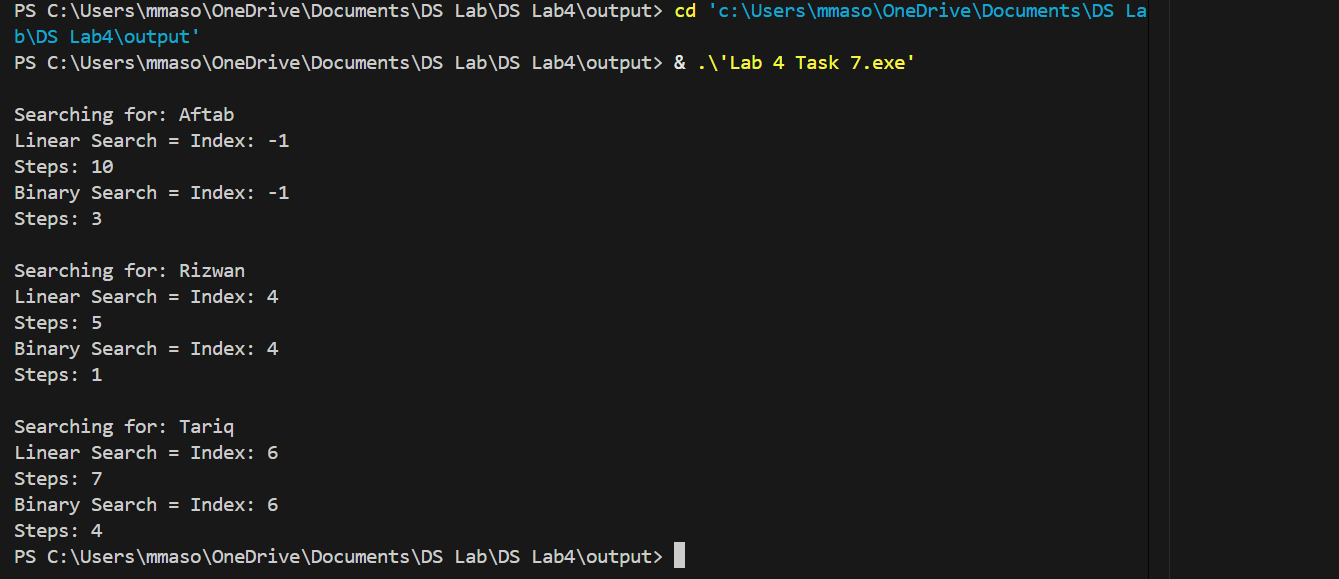 PS C:\Users\mmaso\OneDrive\Documents\DS Lab\DS Lab4\output> cd 'c:\Users\mmaso\OneDrive\Documents\DS La
b\DS Lab4\output'
PS C:\Users\mmaso\OneDrive\Documents\DS Lab\DS Lab4\output> & .\'Lab 4 Task 7.exe'
Searching for: Aftab
Linear Search = Index: -1
Steps: 10
Binary Search = Index: -1
Steps: 3
Searching for: Rizwan
Linear Search = Index: 4
Steps: 5
Binary Search = Index: 4
Steps: 1
Searching for: Tariq
Linear Search = Index: 6
Steps: 7
Binary Search = Index: 6
Steps: 4
PS C:\Users\mmaso\OneDrive\Documents\DS Lab\DS Lab4\output>